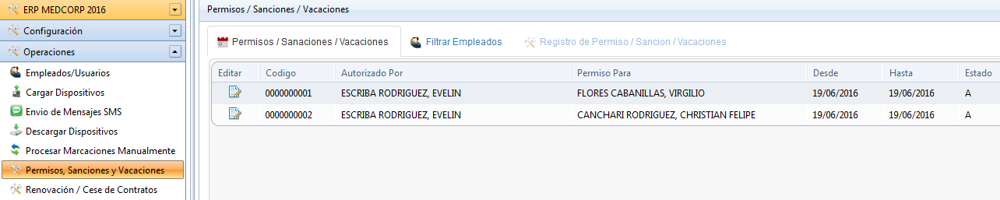 ERP MEDCORP 2016
Configuración
Operaciones
Empleados/Usuarios
Cargar Dispositivos
Envio de Mensajes SMS
Descargar Dispositivos
Procesar Marcaciones Manualmente
Permisos, Sanciones y Vacaciones
Renovación / Cese de Contratos
Permisos / Sanciones / Vacaciones
Permisos / Sanaciones / Vacaciones Filtrar Empleados Registro de Permiso / Sancion / Vacaciones
Editar Codigo Autorizado Por Permiso Para Desde Hasta Estado
0000000001 ESCRIBA RODRIGUEZ, EVELIN FLORES CABANILLAS, VIRGILIO 19/06/2016 19/06/2016 A
0000000002 ESCRIBA RODRIGUEZ, EVELIN CANCHARI RODRIGUEZ, CHRISTIAN FELIPE 19/06/2016 19/06/2016 A